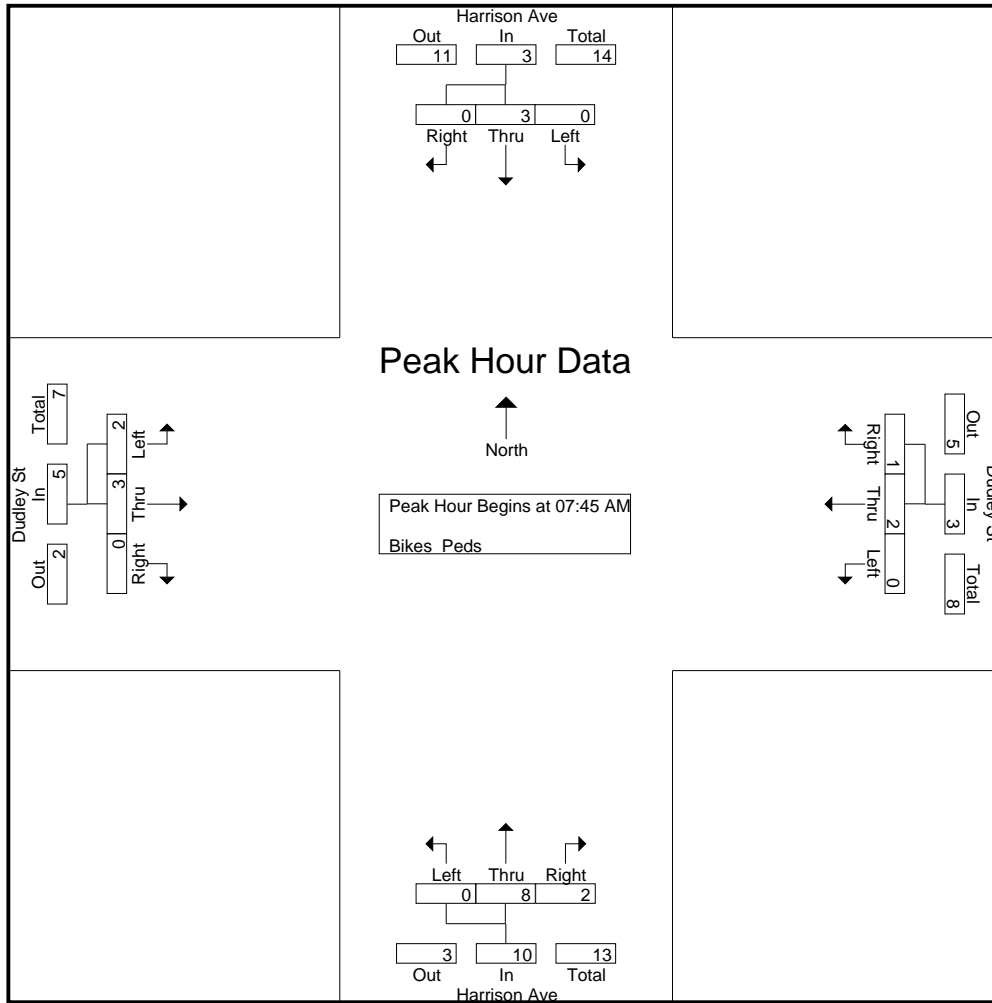 Harrison Ave
Out In Total
11 3 14
0 3 0
Right Thru Left
Peak Hour Data
North
Peak Hour Begins at 07:45 AM
Bikes Peds
Dudley St
Out In Total
2 5 7
0 3 2
Right Thru Left
Dudley St
Out In Total
5 3 8
1 2 0
Right Thru Left
Left Thru Right
0 8 2
3 10 13
Out In Total
Harrison Ave